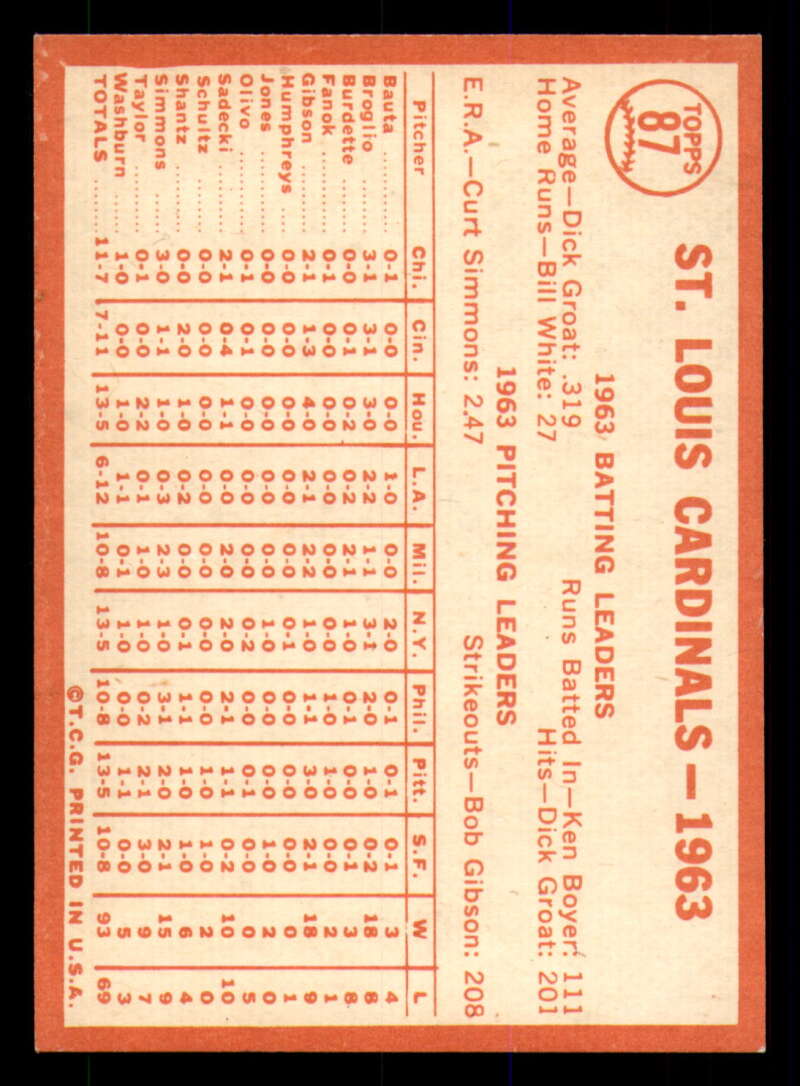 TOPPS
87
ST. LOUIS CARDINALS—1963
1963 BATTING LEADERS
Average—Dick Groat: .319 Runs Batted In—Ken Boyer: 111
Home Runs—Bill White: 27 Hits—Dick Groat: 201
1963 PITCHING LEADERS
E.R.A.—Curt Simmons: 2.47 Strikeouts—Bob Gibson: 208
Pitcher Chi. Cin. Hou. L.A. Mil. N.Y. Phil. Pitt. S.F. W L
Bauta ........... 0-1 0-0 0-0 1-0 0-0 2-0 0-1 0-1 0-1 3 4
Broglio ......... 3-1 3-1 3-0 2-2 1-1 3-1 2-0 1-0 0-2 18 8
Burdette ........ 0-0 0-1 0-2 0-2 2-1 1-0 0-1 0-0 0-1 3 8
Fanok ........... 0-1 0-0 0-0 0-0 0-0 0-0 1-0 1-0 0-0 2 1
Gibson .......... 2-1 1-3 4-0 2-1 2-2 1-0 1-1 3-0 2-1 18 9
Humphreys .... 0-0 0-0 0-0 0-0 0-0 0-1 0-0 0-0 0-0 0 1
Jones ........... 0-0 0-0 0-0 0-0 0-0 1-0 0-0 0-0 1-0 2 0
Olivo ........... 0-1 0-1 0-0 0-0 0-0 0-2 0-0 0-1 0-0 0 5
Sadecki ......... 2-1 0-4 1-1 0-0 2-0 2-0 2-1 1-1 0-2 10 10
Schultz ......... 0-0 0-0 0-0 0-0 0-0 0-0 0-0 1-0 1-0 2 0
Shantz .......... 0-0 2-0 1-0 0-2 0-0 0-1 1-1 1-0 1-0 6 4
Simmons ......... 3-0 1-1 1-0 0-3 2-3 1-0 3-1 2-0 2-1 15 9
Taylor .......... 0-1 0-0 2-2 0-1 1-0 1-0 0-2 2-1 3-0 9 7
Washburn ...... 1-0 0-0 1-0 1-1 0-1 1-0 0-0 1-1 0-0 5 3
TOTALS ........ 11-7 7-11 13-5 6-12 10-8 13-5 10-8 13-5 10-8 93 69
©T.C.G. PRINTED IN U.S.A.